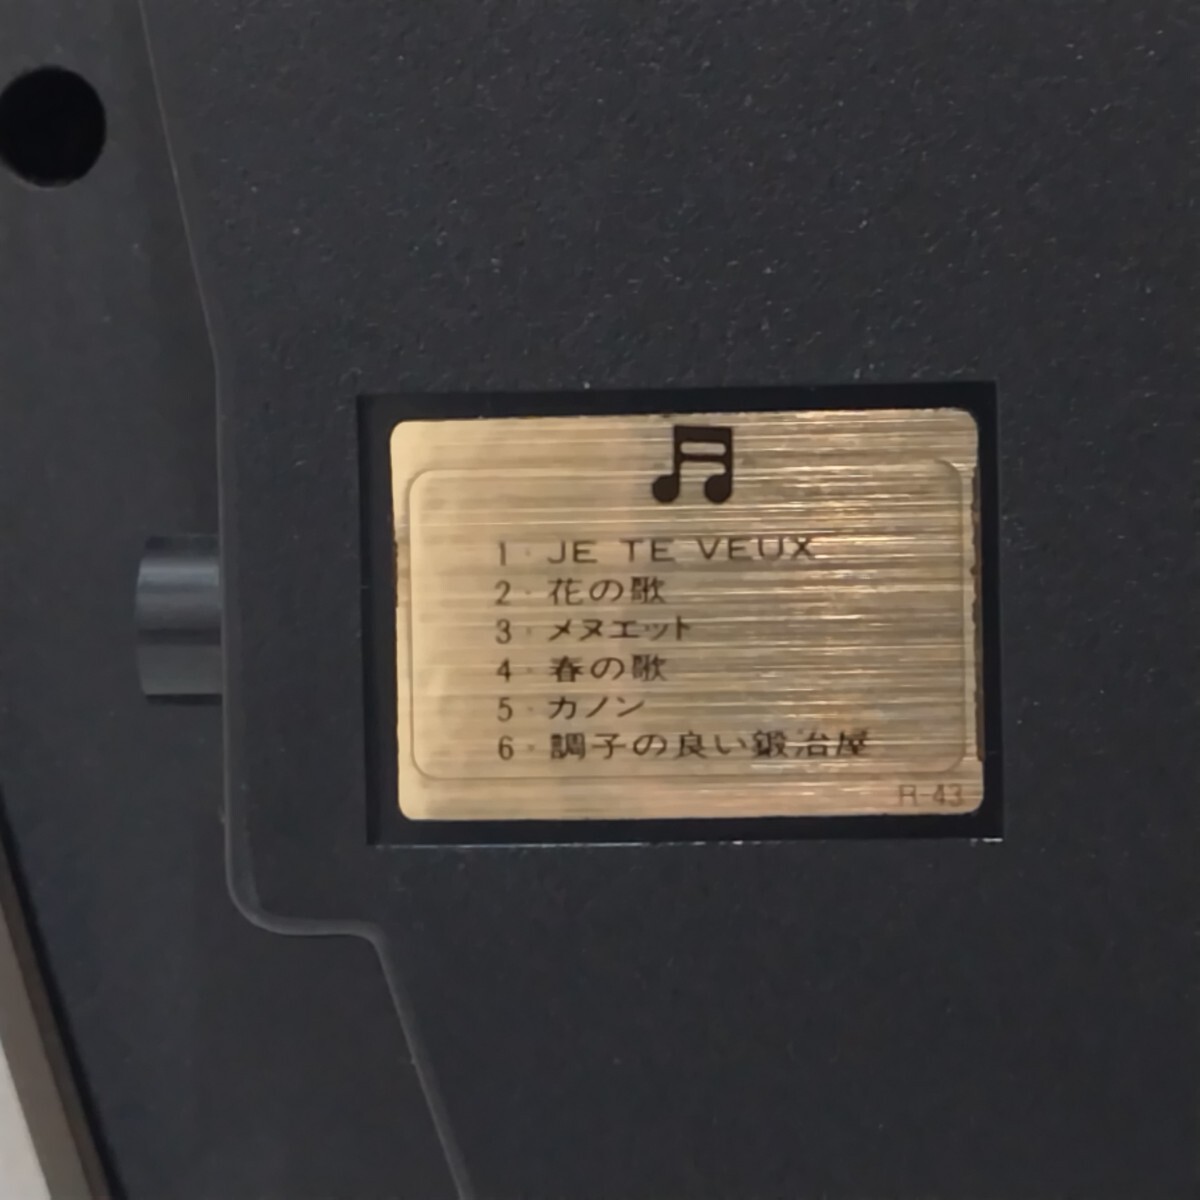 1・JE TE VEUX
2・花の歌
3・メヌエット
4・春の歌
5・カノン
6・調子の良い鍛冶屋
R-43